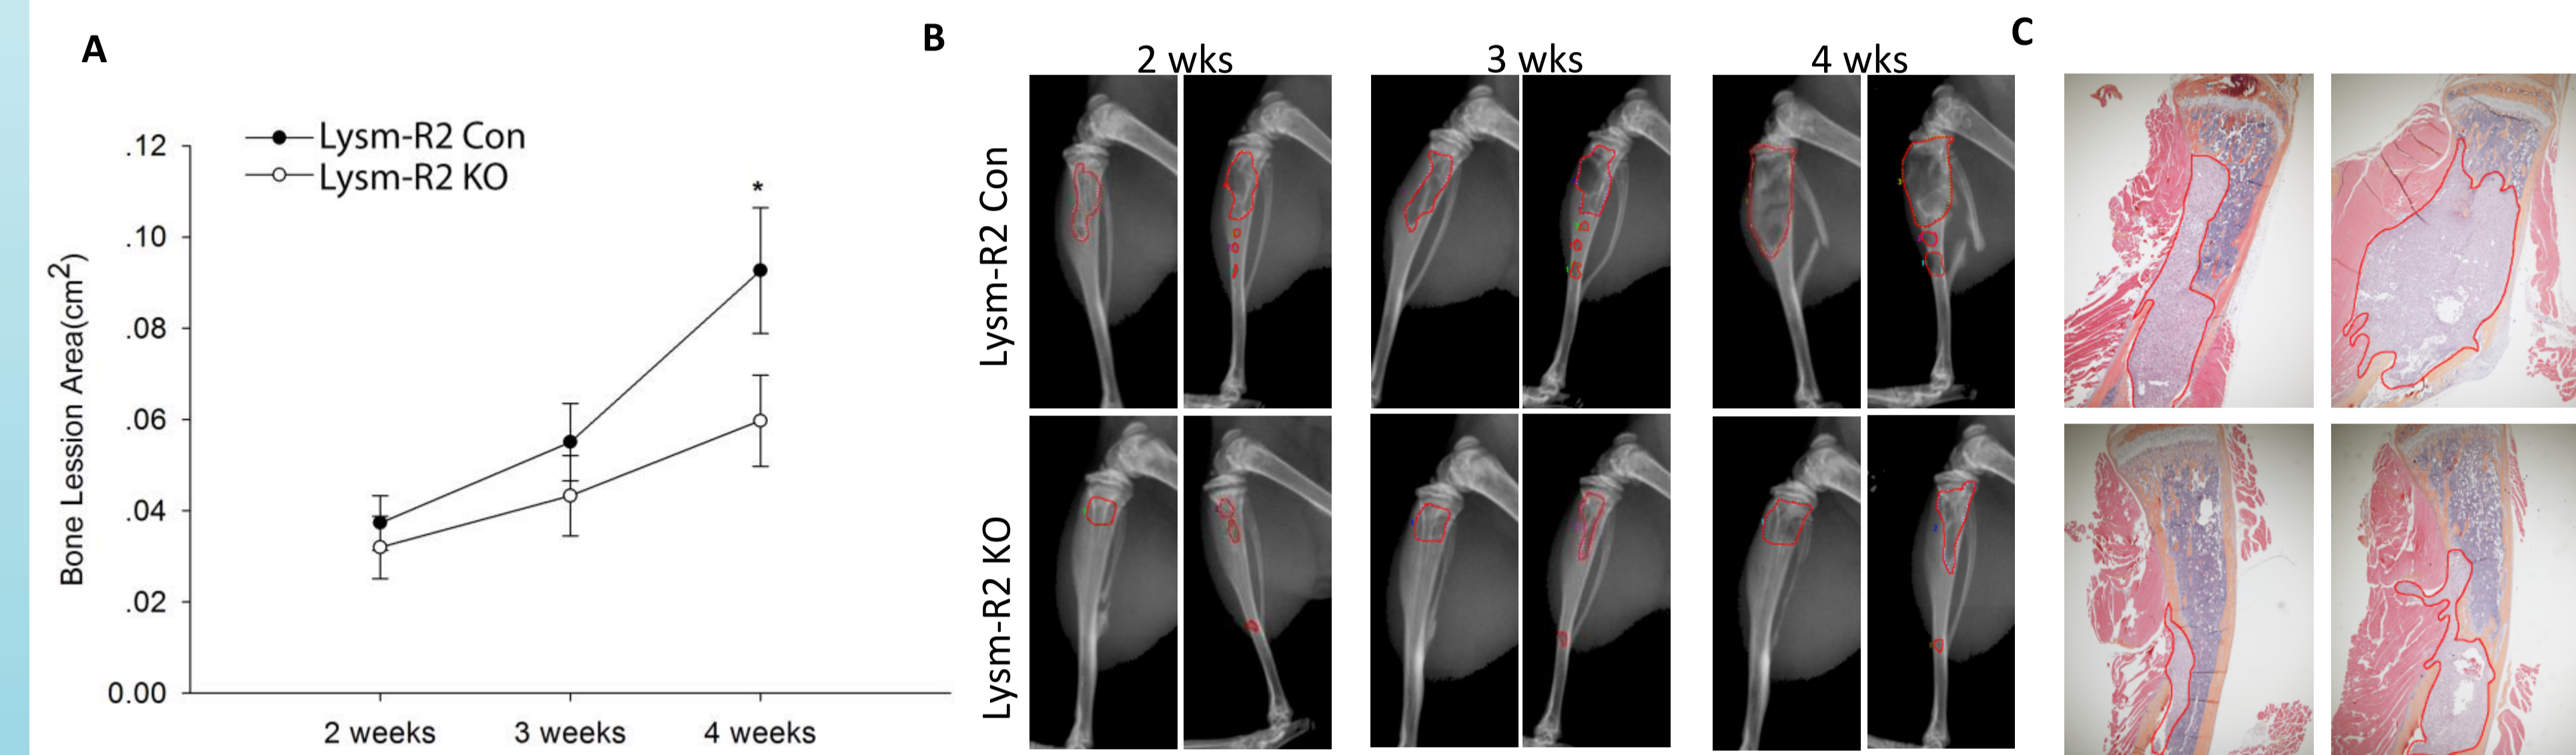 A
Lysm-R2 Con
Lysm-R2 KO
*
Bone Lession Area(cm²)
.12
.10
.08
.06
.04
.02
0.00
2 weeks
3 weeks
4 weeks
B
2 wks
3 wks
4 wks
Lysm-R2 Con
Lysm-R2 KO
C